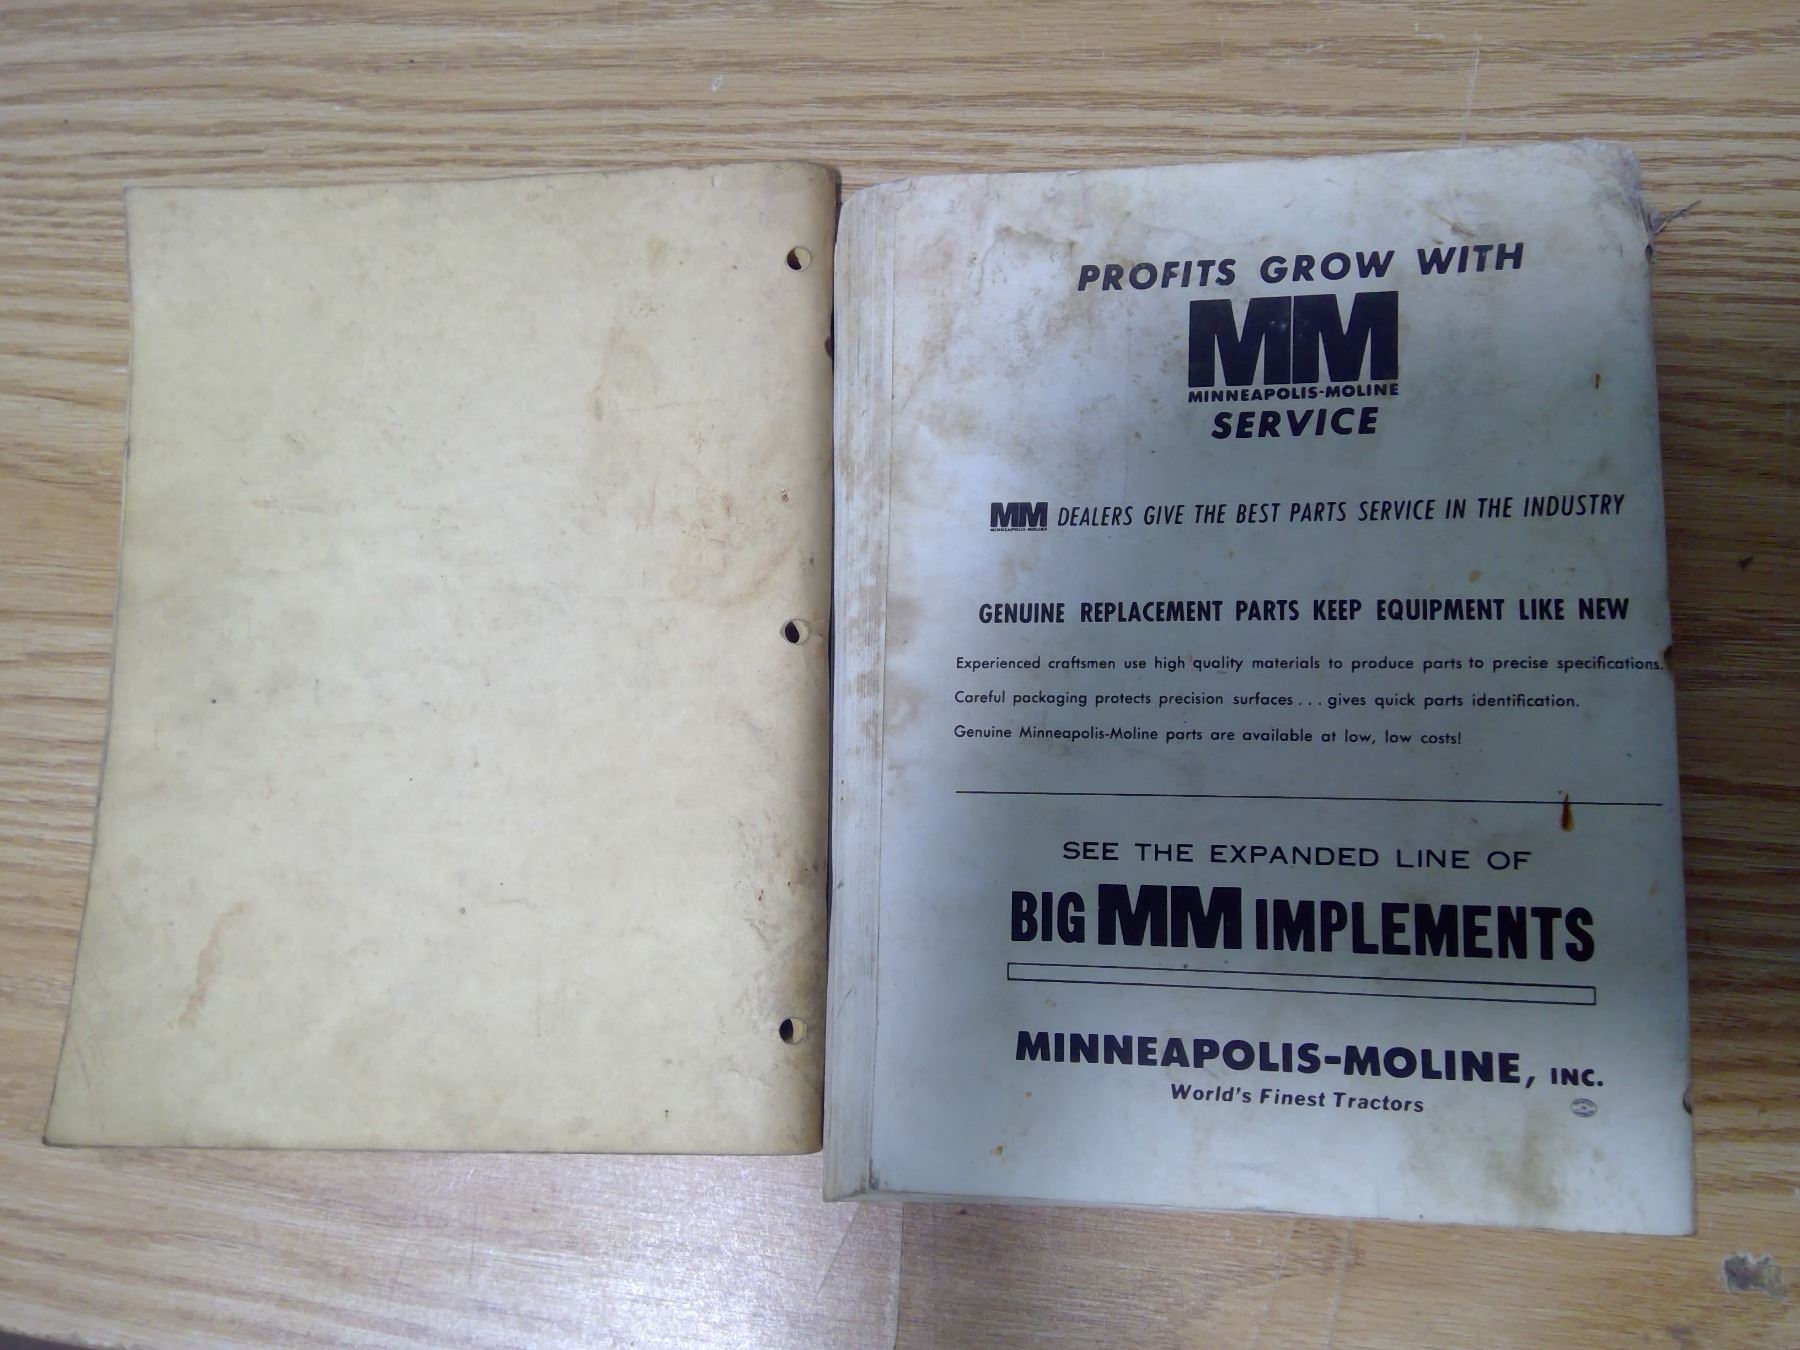 PROFITS GROW WITH
MM
MINNEAPOLIS-MOLINE
SERVICE
MM DEALERS GIVE THE BEST PARTS SERVICE IN THE INDUSTRY
MINNEAPOLIS-MOLINE
GENUINE REPLACEMENT PARTS KEEP EQUIPMENT LIKE NEW
Experienced craftsmen use high quality materials to produce parts to precise specifications.
Careful packaging protects precision surfaces . . . gives quick parts identification.
Genuine Minneapolis-Moline parts are available at low, low costs!
SEE THE EXPANDED LINE OF
BIG MM IMPLEMENTS
MINNEAPOLIS-MOLINE, INC.
World's Finest Tractors